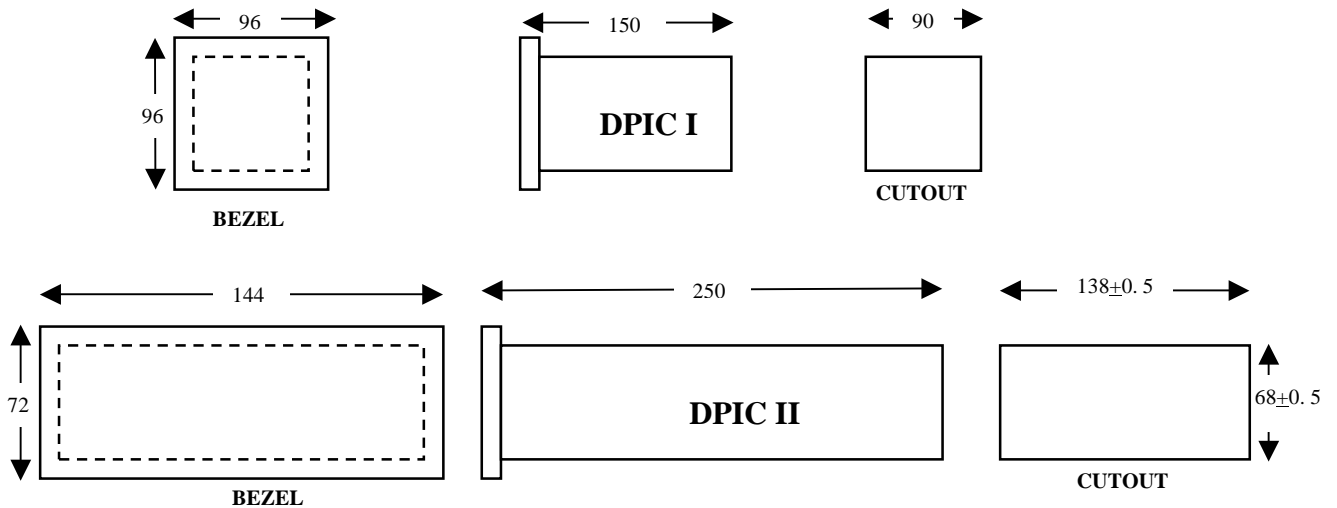 96
150
90
96
DPIC I
BEZEL
CUTOUT
144
250
138±0. 5
72
DPIC II
68±0. 5
BEZEL
CUTOUT